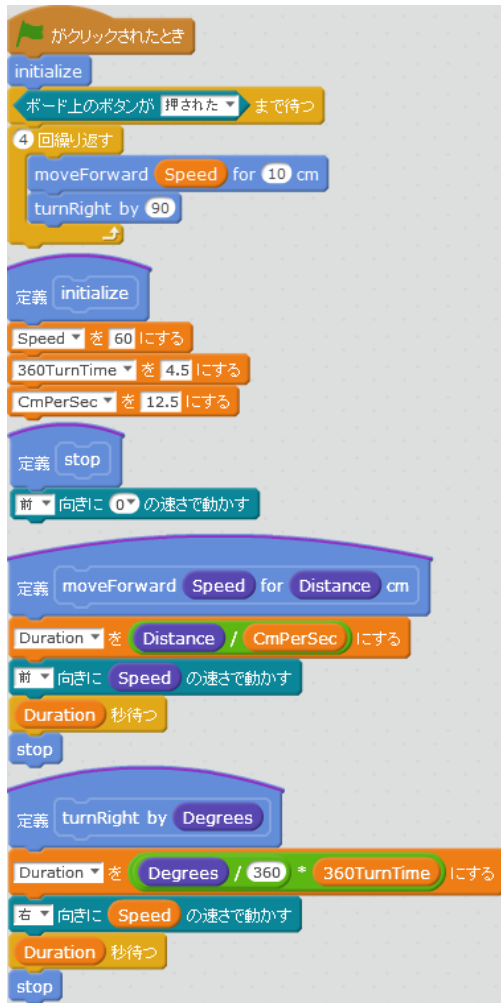 がクリックされたとき
initialize
ボード上のボタンが 押された まで待つ
4 回繰り返す
moveForward Speed for 10 cm
turnRight by 90
定義 initialize
Speed を 60 にする
360TurnTime を 4.5 にする
CmPerSec を 12.5 にする
定義 stop
前 向きに 0 の速さで動かす
定義 moveForward Speed for Distance cm
Duration を Distance / CmPerSec にする
前 向きに Speed の速さで動かす
Duration 秒待つ
stop
定義 turnRight by Degrees
Duration を Degrees / 360 * 360TurnTime にする
右 向きに Speed の速さで動かす
Duration 秒待つ
stop